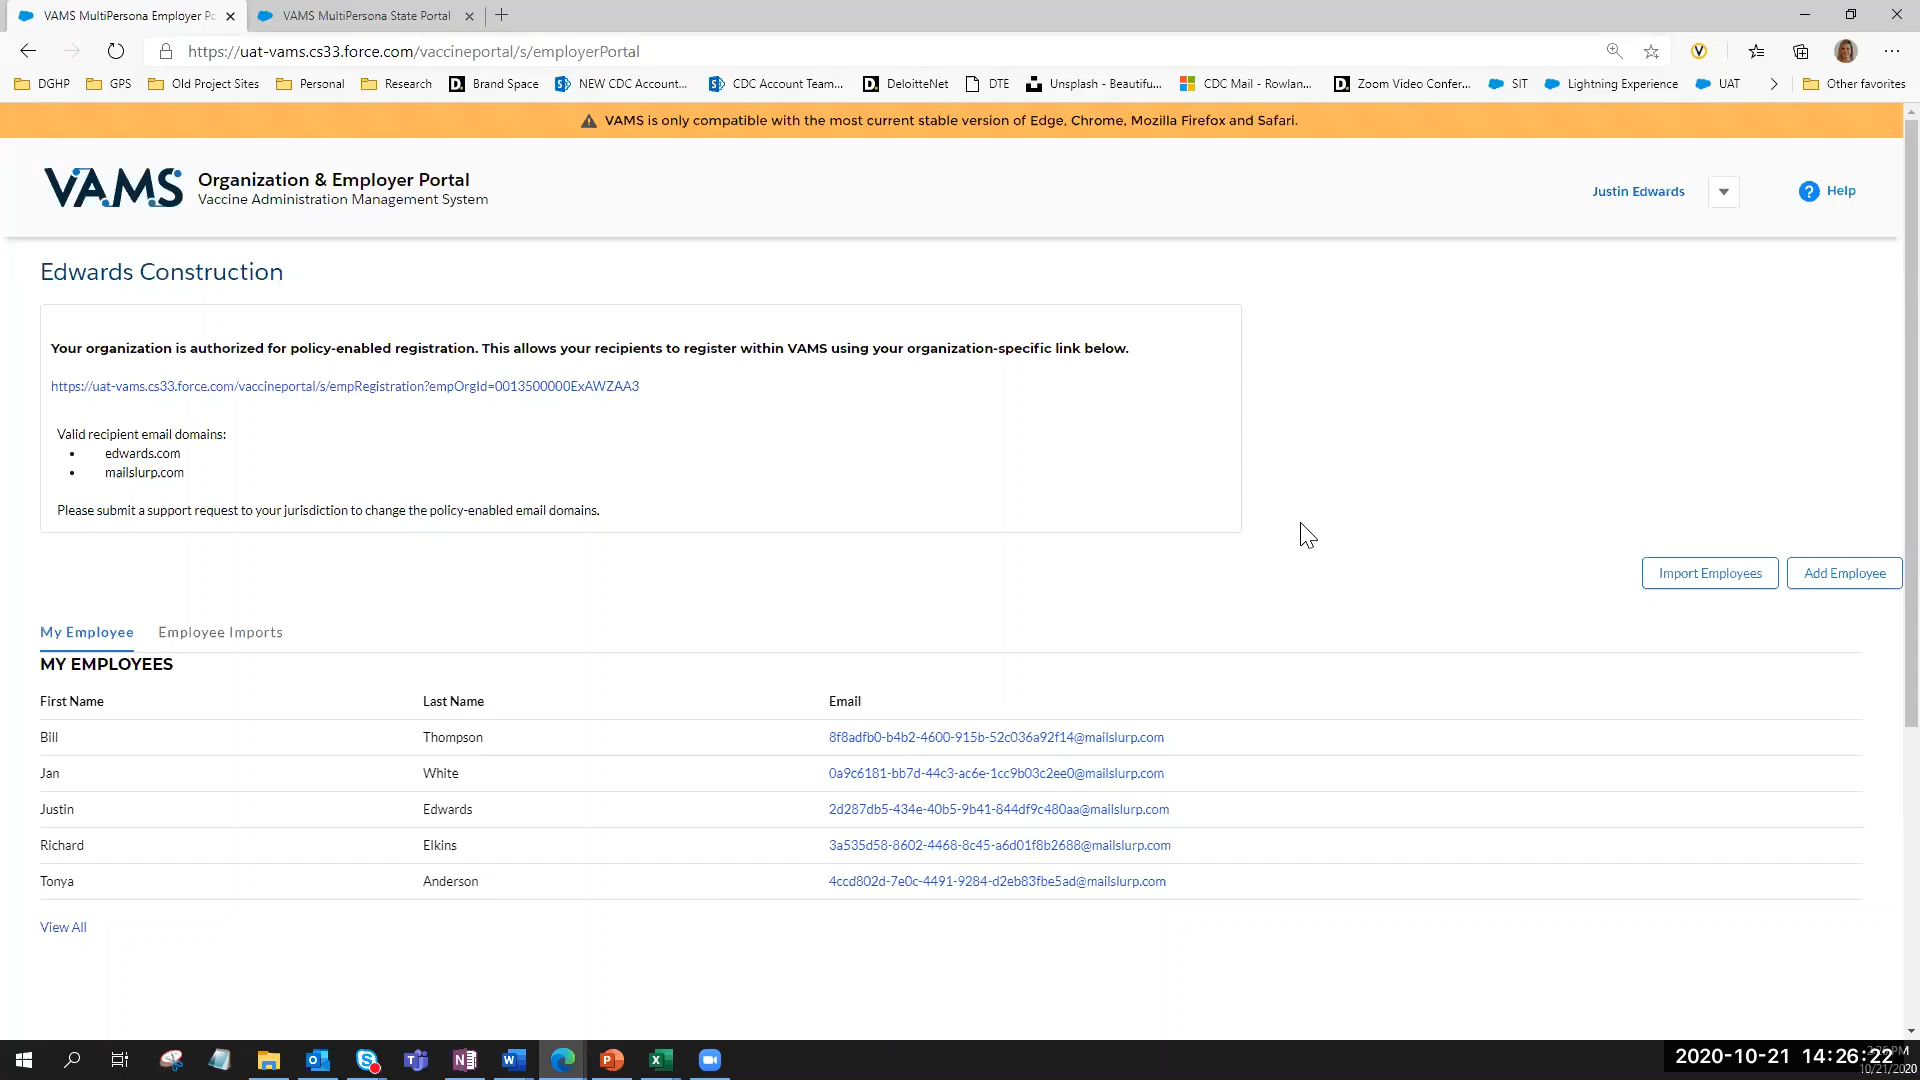 VAMS MultiPersona Employer Po
VAMS MultiPersona State Portal
https://uat-vams.cs33.force.com/vaccineportal/s/employerPortal
DGHP GPS Old Project Sites Personal Research Brand Space NEW CDC Account... CDC Account Team... DeloitteNet DTE Unsplash - Beautifu... CDC Mail - Rowlan... Zoom Video Confer... SIT Lightning Experience UAT Other favorites
VAMS is only compatible with the most current stable version of Edge, Chrome, Mozilla Firefox and Safari.
VAMS
Organization & Employer Portal
Vaccine Administration Management System
Justin Edwards
? Help
Edwards Construction
Your organization is authorized for policy-enabled registration. This allows your recipients to register within VAMS using your organization-specific link below.
https://uat-vams.cs33.force.com/vaccineportal/s/empRegistration?empOrgId=0013500000ExAWZAA3
Valid recipient email domains:
• edwards.com
• mailslurp.com
Please submit a support request to your jurisdiction to change the policy-enabled email domains.
Import Employees Add Employee
My Employee Employee Imports
MY EMPLOYEES
First Name Last Name Email
Bill Thompson 8f8adfb0-b4b2-4600-915b-52c036a92f14@mailslurp.com
Jan White 0a9c6181-bb7d-44c3-ac6e-1cc9b03c2ee0@mailslurp.com
Justin Edwards 2d287db5-434e-40b5-9b41-844df9c480aa@mailslurp.com
Richard Elkins 3a535d58-8602-4468-8c45-a6d01f8b2688@mailslurp.com
Tonya Anderson 4ccd802d-7e0c-4491-9284-d2eb83fbe5ad@mailslurp.com
View All
2020-10-21 14:26:22
10/21/2020